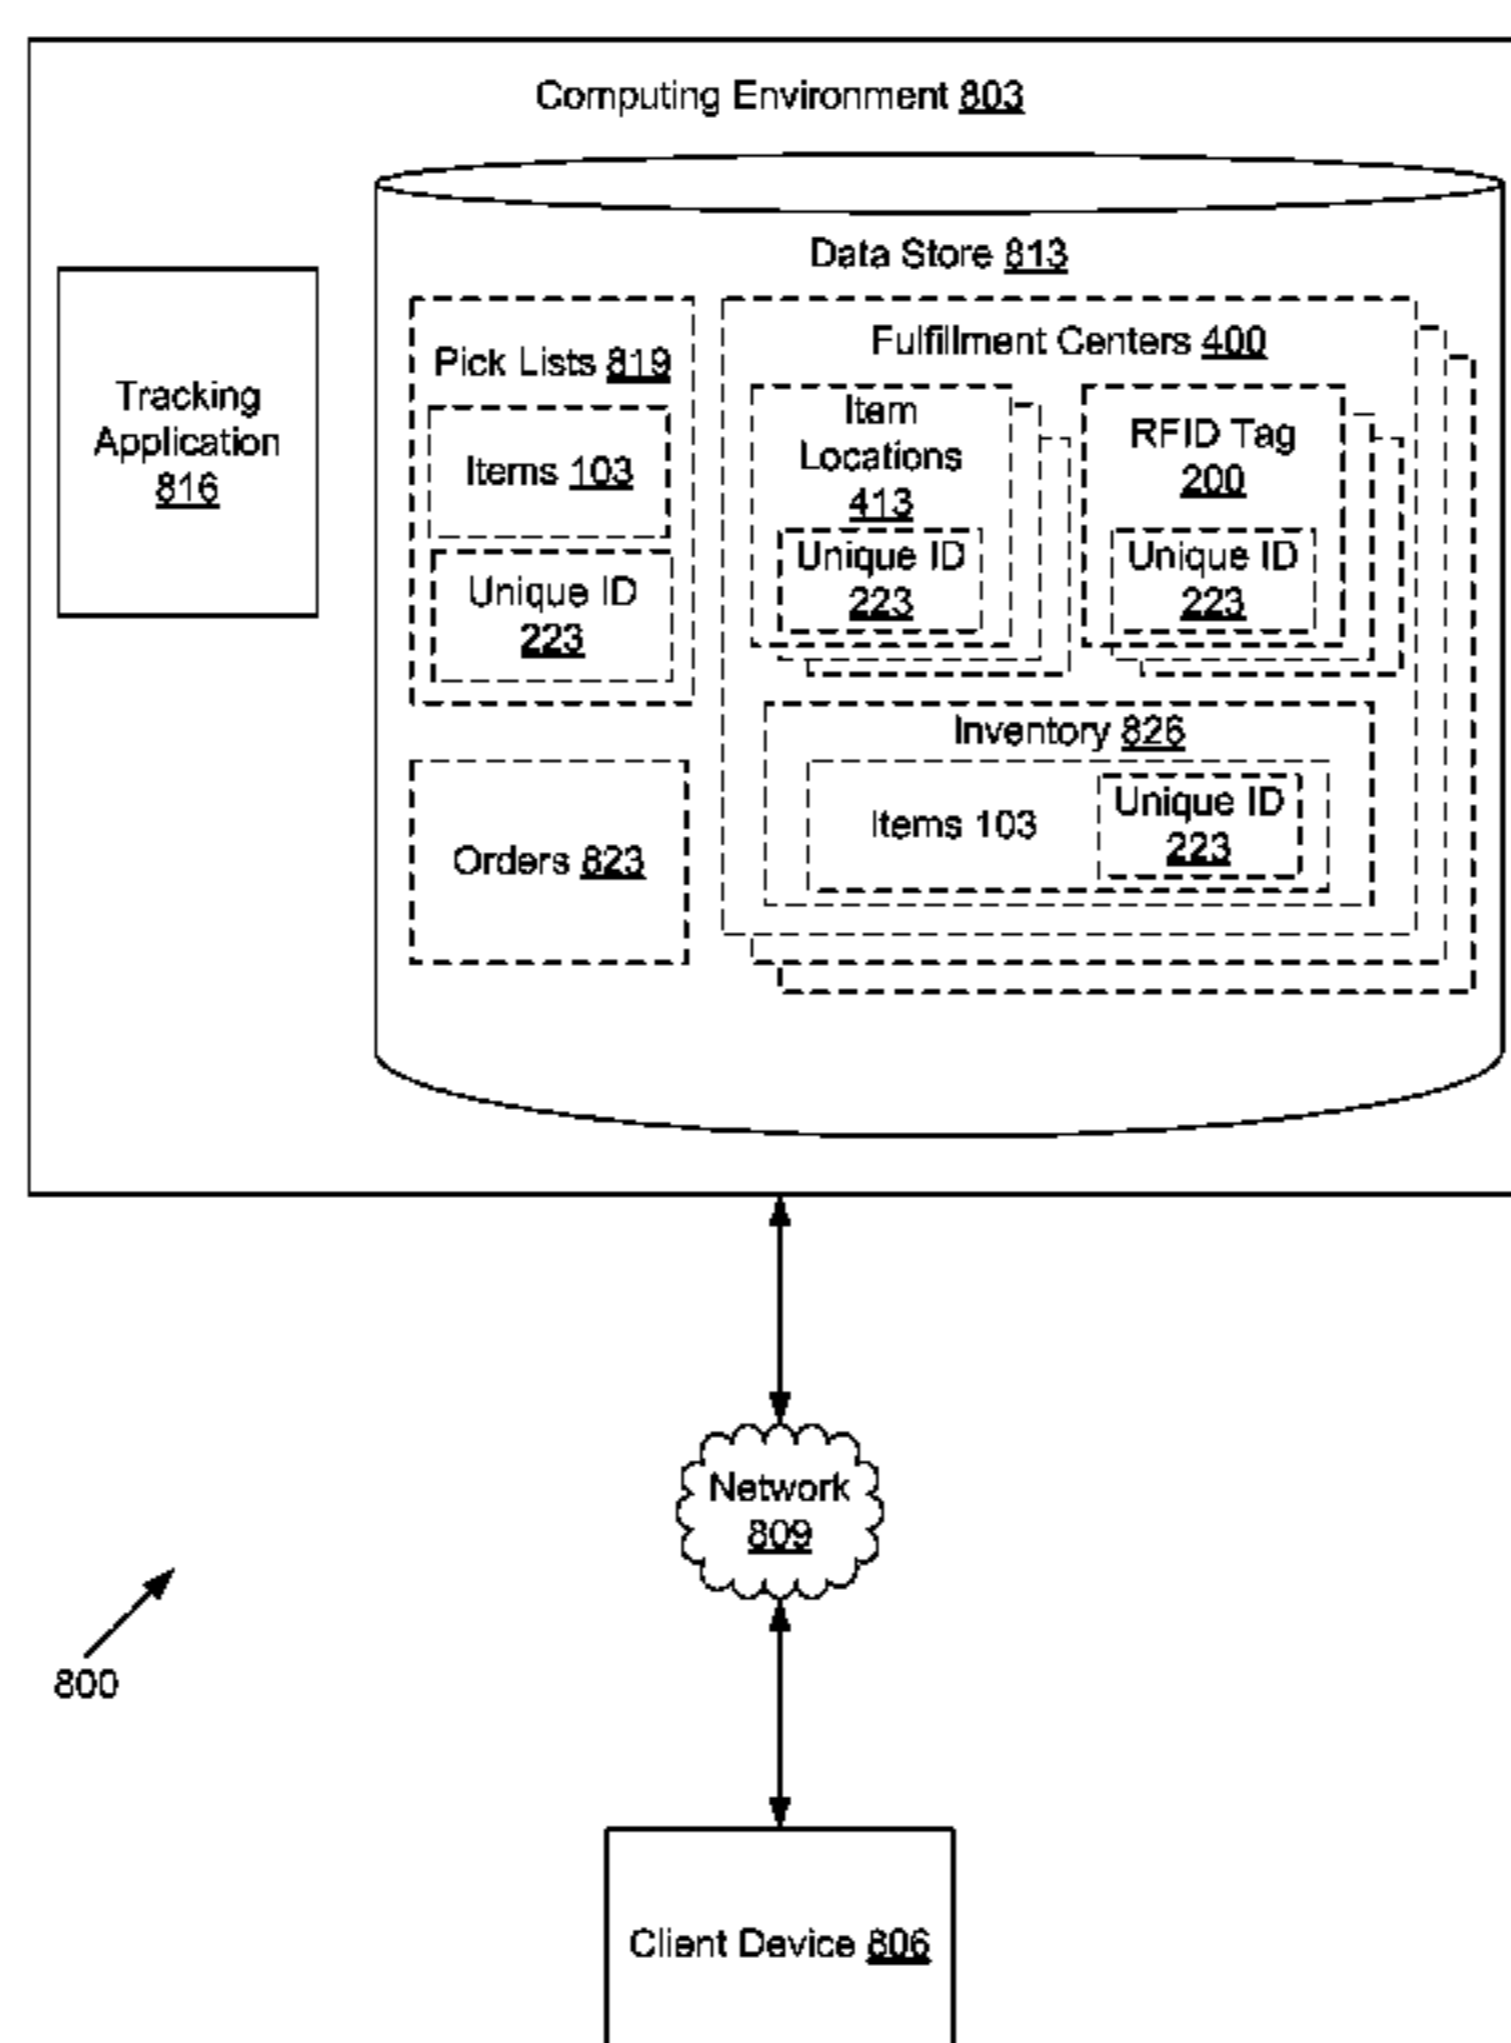 Computing Environment 803
Data Store 813
Tracking
Application
816
Pick Lists 819
Items 103
Unique ID
223
Orders 823
Fulfillment Centers 400
Item
Locations
413
Unique ID
223
RFID Tag
200
Unique ID
223
Inventory 826
Items 103
Unique ID
223
Network
809
800
Client Device 806